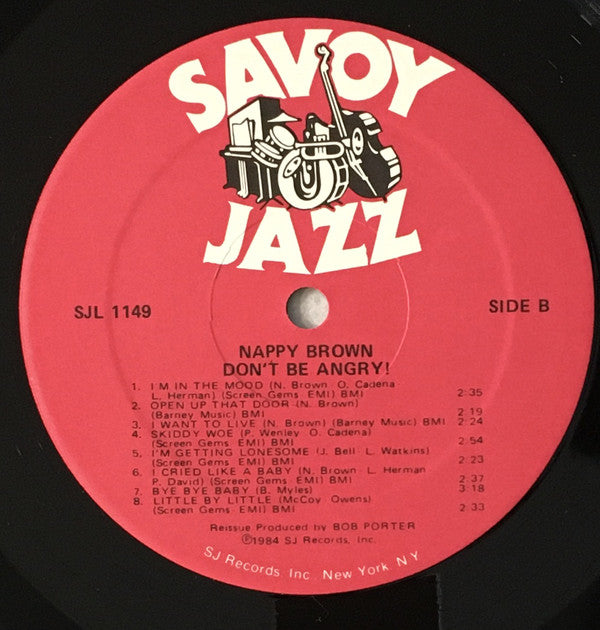 SAVOY
JAZZ
SJL 1149
SIDE B
NAPPY BROWN
DON'T BE ANGRY!
1. I'M IN THE MOOD (N. Brown-O. Cadena
L. Herman) (Screen Gems-EMI) BMI 2:35
2. OPEN UP THAT DOOR (N. Brown)
(Barney Music) BMI 2:19
3. I WANT TO LIVE (N. Brown) (Barney Music) BMI 2:24
4. SKIDDY WOE (P. Wenley-O. Cadena)
(Screen Gems-EMI) BMI 2:54
5. I'M GETTING LONESOME (J. Bell-L. Watkins)
(Screen Gems-EMI) BMI 2:23
6. I CRIED LIKE A BABY (N. Brown-L. Herman
P. David) (Screen Gems-EMI) BMI 2:37
7. BYE BYE BABY (B. Myles) 3:18
8. LITTLE BY LITTLE (McCoy-Owens)
(Screen Gems-EMI) BMI 2:33
Reissue Produced by BOB PORTER
℗1984 SJ Records, Inc.
SJ Records, Inc. New York, N.Y.